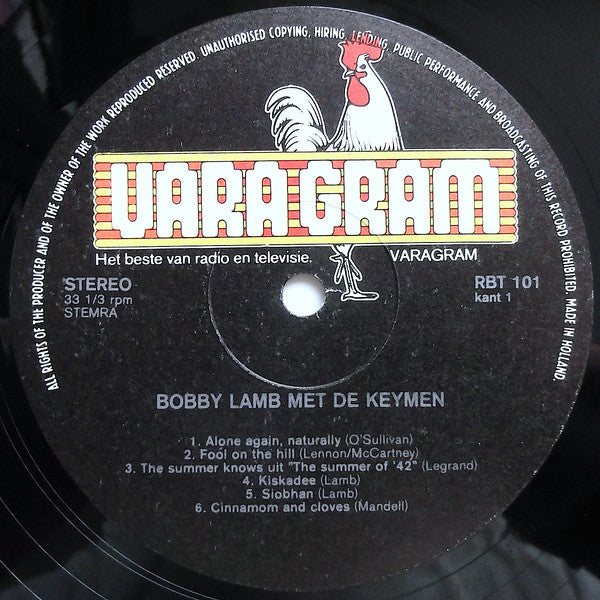 ALL RIGHTS OF THE PRODUCER AND OF THE OWNER OF THE WORK REPRODUCED RESERVED. UNAUTHORISED COPYING, HIRING, LENDING, PUBLIC PERFORMANCE AND BROADCASTING OF THIS RECORD PROHIBITED. MADE IN HOLLAND.
VARAGRAM
Het beste van radio en televisie. VARAGRAM
STEREO RBT 101
33 1/3 rpm kant 1
STEMRA
BOBBY LAMB MET DE KEYMEN
1. Alone again, naturally (O'Sullivan)
2. Fool on the hill (Lennon/McCartney)
3. The summer knows uit "The summer of '42" (Legrand)
4. Kiskadee (Lamb)
5. Siobhan (Lamb)
6. Cinnamom and cloves (Mandell)